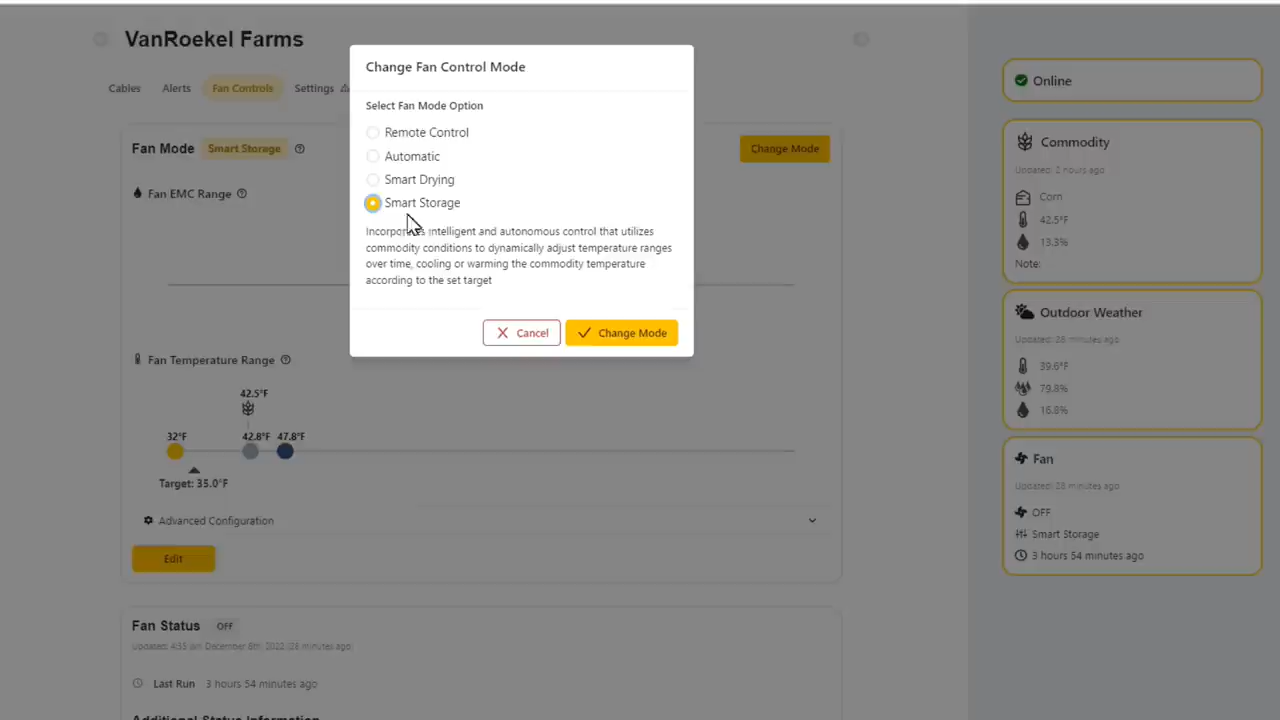 VanRoekel Farms
Cables Alerts Fan Controls Settings
Fan Mode Smart Storage Change Mode
Fan EMC Range
Change Fan Control Mode
Select Fan Mode Option
Remote Control
Automatic
Smart Drying
Smart Storage
Incorporates intelligent and autonomous control that utilizes
commodity conditions to dynamically adjust temperature ranges
over time, cooling or warming the commodity temperature
according to the set target
Cancel Change Mode
Fan Temperature Range
42.5°F
32°F 42.8°F 47.8°F
Target: 35.0°F
Advanced Configuration
Edit
Fan Status OFF
Updated: 4:35 am December 8th, 2022 (28 minutes ago)
Last Run 3 hours 54 minutes ago
Additional Status Information
Online
Commodity
Updated: 2 hours ago
Corn
42.5°F
13.3%
Note:
Outdoor Weather
Updated: 28 minutes ago
39.6°F
79.8%
16.8%
Fan
Updated: 28 minutes ago
OFF
Smart Storage
3 hours 54 minutes ago